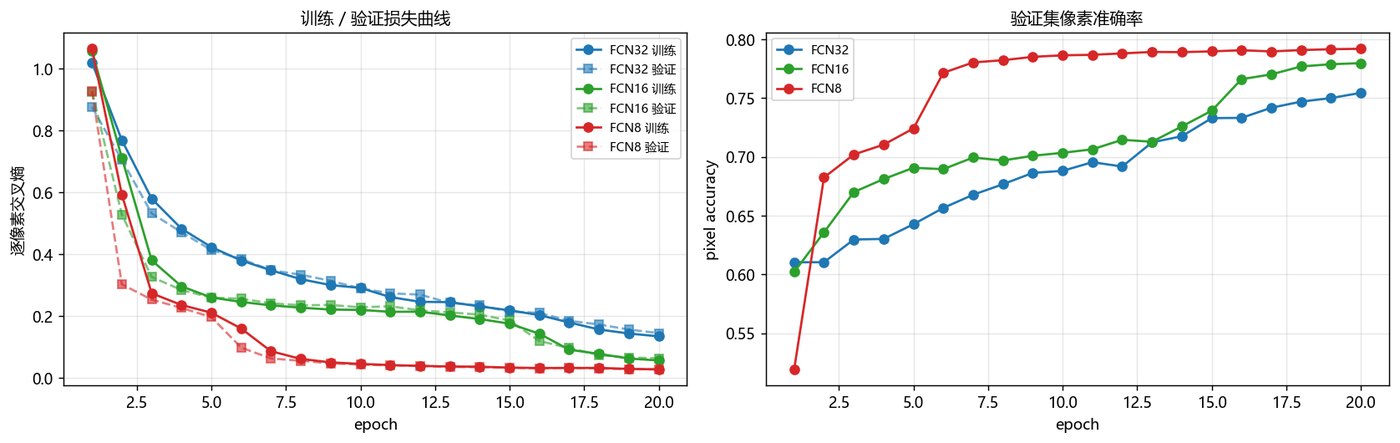 训练 / 验证损失曲线
逐像素交叉熵
1.0
0.8
0.6
0.4
0.2
0.0
FCN32 训练
FCN32 验证
FCN16 训练
FCN16 验证
FCN8 训练
FCN8 验证
2.5 5.0 7.5 10.0 12.5 15.0 17.5 20.0
epoch
验证集像素准确率
pixel accuracy
0.80
0.75
0.70
0.65
0.60
0.55
FCN32
FCN16
FCN8
2.5 5.0 7.5 10.0 12.5 15.0 17.5 20.0
epoch